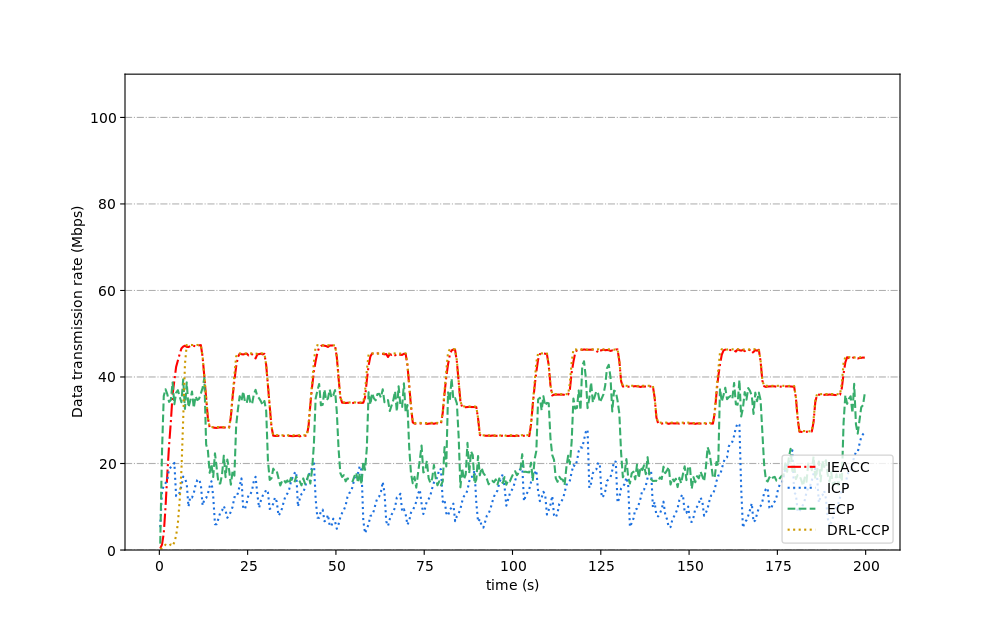 100
80
60
40
20
0
Data transmission rate (Mbps)
IEACC
ICP
ECP
DRL-CCP
0 25 50 75 100 125 150 175 200
time (s)